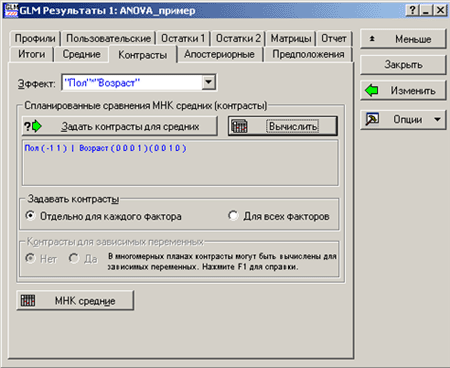 GLM Результаты 1: ANOVA_пример
Профили Пользовательские Остатки 1 Остатки 2 Матрицы Отчет
Итоги Средние Контрасты Апостериорные Предположения
Меньше
Закрыть
Изменить
Опции
Эффект: "Пол"*"Возраст"
Спланированные сравнения МНК средних (контрасты)
Задать контрасты для средних
Вычислить
Пол ( -1 1 ) | Возраст ( 0 0 0 1 ) ( 0 0 1 0 )
Задавать контрасты
Отдельно для каждого фактора Для всех факторов
Контрасты для зависимых переменных
Нет Да В многомерных планах контрасты могут быть вычислены для
зависимых переменных. Нажмите F1 для справки.
МНК средние